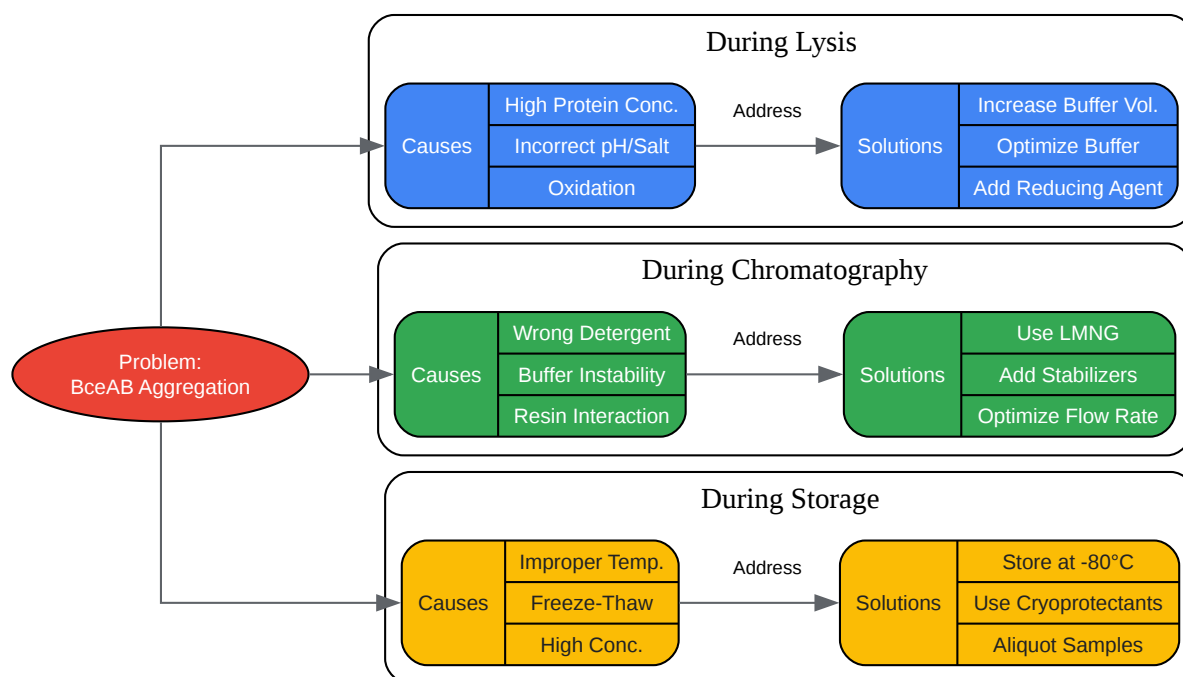 During Lysis
Causes
High Protein Conc.
Incorrect pH/Salt
Oxidation
Address
Solutions
Increase Buffer Vol.
Optimize Buffer
Add Reducing Agent
Problem:
BceAB Aggregation
During Chromatography
Causes
Wrong Detergent
Buffer Instability
Resin Interaction
Address
Solutions
Use LMNG
Add Stabilizers
Optimize Flow Rate
During Storage
Causes
Improper Temp.
Freeze-Thaw
High Conc.
Address
Solutions
Store at -80°C
Use Cryoprotectants
Aliquot Samples